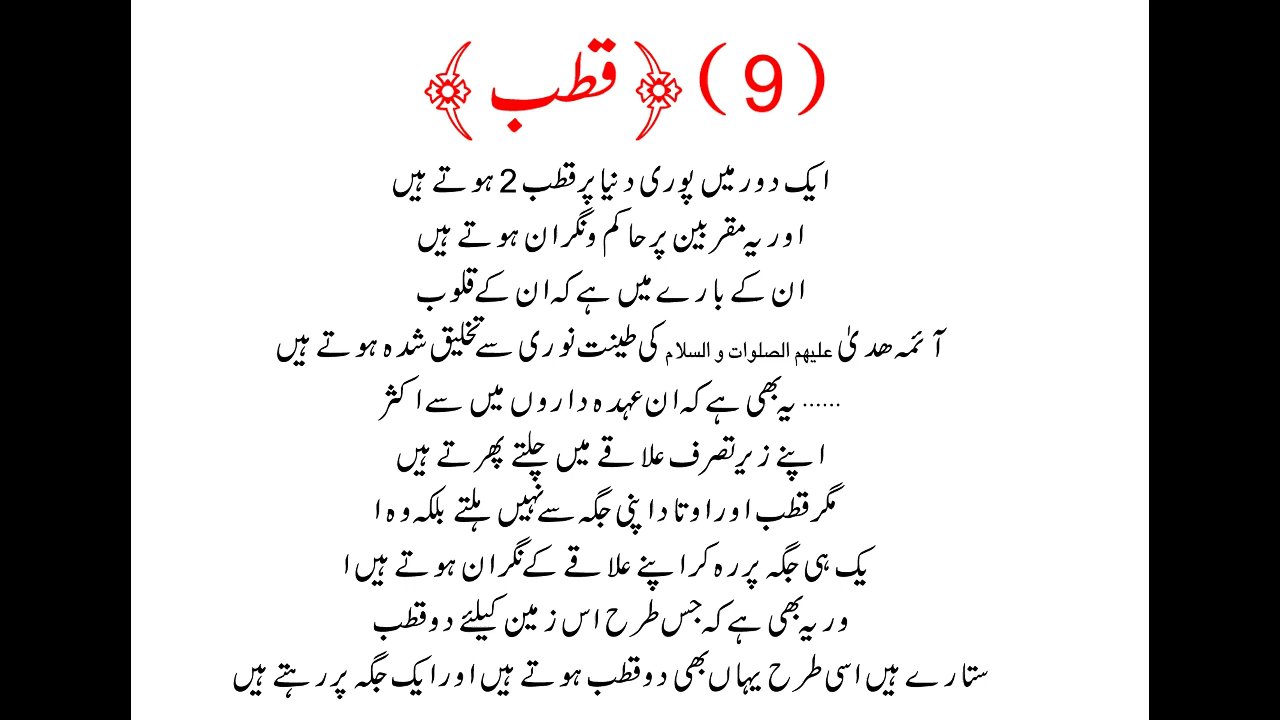 (9) ﴿قطب﴾
ایک دور میں پوری دنیا پر قطب 2 ہوتے ہیں
اور یہ مقربین پر حاکم و نگران ہوتے ہیں
ان کے بارے میں ہے کہ ان کے قلوب
آئمہ ھدیٰ علیهم الصلوات و السلام کی طینت نوری سے تخلیق شدہ ہوتے ہیں
...... یہ بھی ہے کہ ان عہدہ داروں میں سے اکثر
اپنے زیر تصرف علاقے میں چلتے پھرتے ہیں
مگر قطب اور اوتاد اپنی جگہ سے نہیں ہلتے بلکہ وہ ا
یک ہی جگہ پر رہ کر اپنے علاقے کے نگران ہوتے ہیں ا
ور یہ بھی ہے کہ جس طرح اس زمین کیلئے دو قطب
ستارے ہیں اسی طرح یہاں بھی دو قطب ہوتے ہیں اور ایک جگہ پر رہتے ہیں